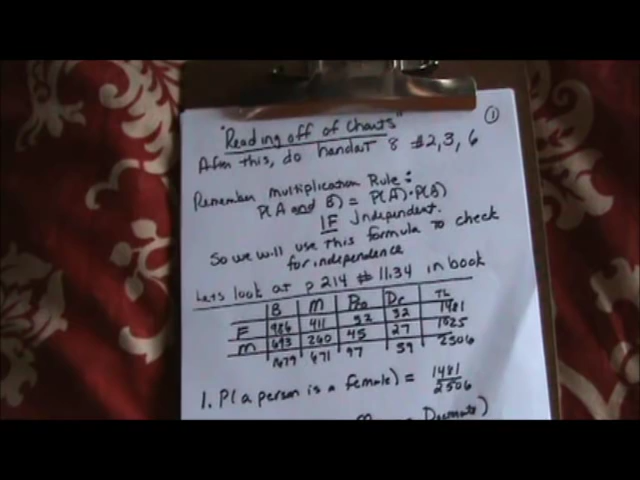 ①
"Reading off of Charts"
After this, do handout 8 #2, 3, 6
Remember Multiplication Rule:
P(A and B) = P(A)·P(B)
IF Independent.
So we will use this formula to check
for independence
Lets look at p 214 # 11.34 in book
B M Pro Dr TL
F 986 411 52 32 1481
M 693 260 45 27 1025
1679 671 97 59 2506
1. P(a person is a female) = 1481/2506